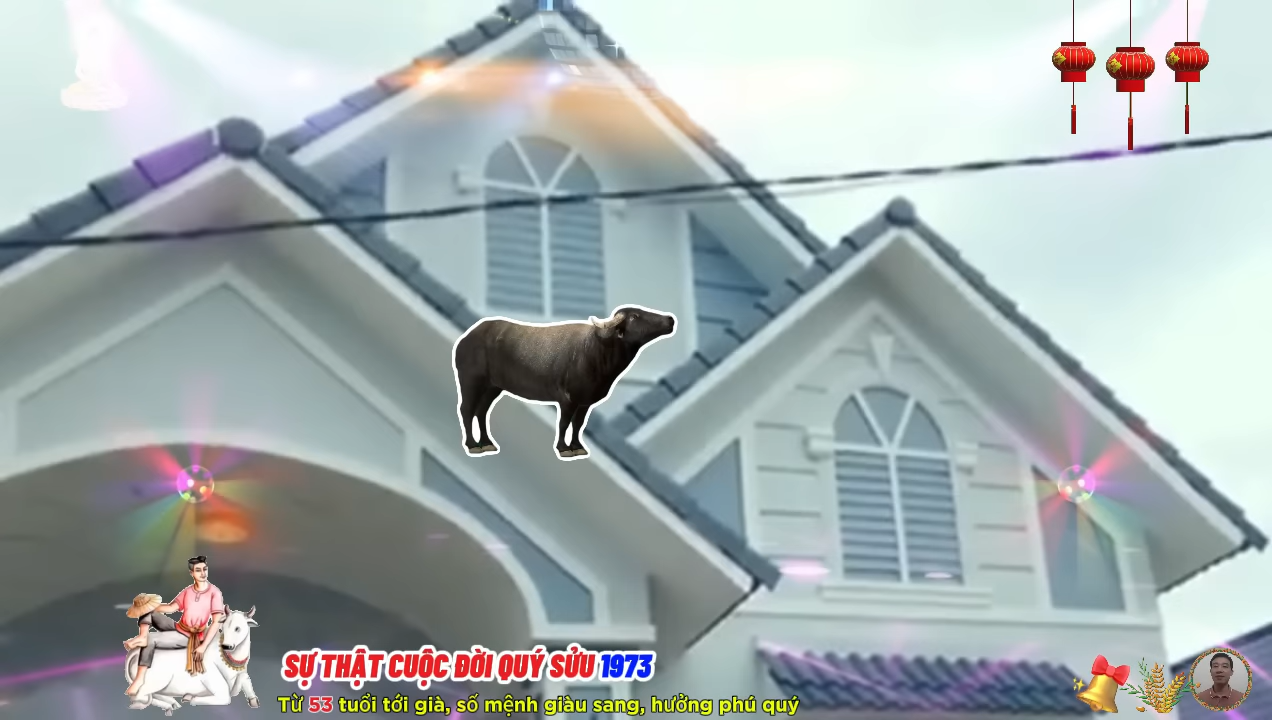 SỰ THẬT CUỘC ĐỜI QUÝ SỬU 1973
Từ 53 tuổi tới già, số mệnh giàu sang, hưởng phú quý